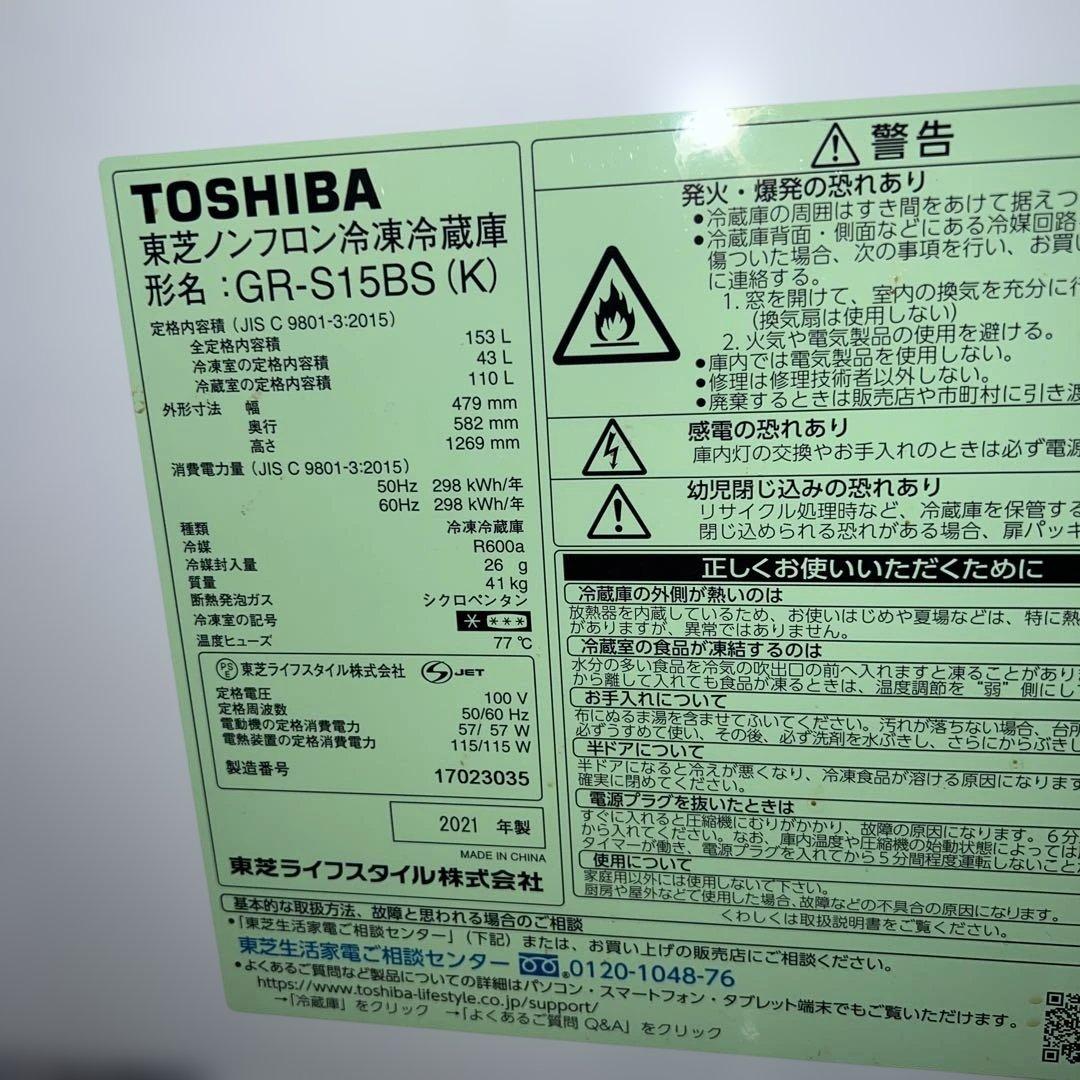 TOSHIBA
東芝ノンフロン冷凍冷蔵庫
形名：GR-S15BS (K)
定格内容積 (JIS C 9801-3:2015)
全定格内容積 153 L
冷凍室の定格内容積 43 L
冷蔵室の定格内容積 110 L
外形寸法 幅 479 mm
奥行 582 mm
高さ 1269 mm
消費電力量 (JIS C 9801-3:2015)
50Hz 298 kWh/年
60Hz 298 kWh/年
種類 冷凍冷蔵庫
冷媒 R600a
冷媒封入量 26 g
質量 41 kg
断熱発泡ガス シクロペンタン
冷凍室の記号 * ***
温度ヒューズ 77 ℃
PSE 東芝ライフスタイル株式会社 S JET
定格電圧 100 V
定格周波数 50/60 Hz
電動機の定格消費電力 57/ 57 W
電熱装置の定格消費電力 115/115 W
製造番号 17023035
2021 年製
MADE IN CHINA
東芝ライフスタイル株式会社
警告
発火・爆発の恐れあり
●冷蔵庫の周囲はすき間をあけて据えつ
●冷蔵庫背面・側面などにある冷媒回路
傷ついた場合、次の事項を行い、お買い
に連絡する。
1. 窓を開けて、室内の換気を充分に行
(換気扇は使用しない)
2. 火気や電気製品の使用を避ける。
●庫内では電気製品を使用しない。
●修理は修理技術者以外しない。
●廃棄するときは販売店や市町村に引き渡
感電の恐れあり
庫内灯の交換やお手入れのときは必ず電源
幼児閉じ込みの恐れあり
リサイクル処理時など、冷蔵庫を保管する
閉じ込められる恐れがある場合、扉パッキ
正しくお使いいただくために
冷蔵庫の外側が熱いのは
放熱器を内蔵しているため、お使いはじめや夏場などは、特に熱
がありますが、異常ではありません。
冷蔵室の食品が凍結するのは
水分の多い食品を冷気の吹出口の前へ入れますと凍ることがあり
から離して入れても食品が凍るときは、温度調節を“弱”側にし
お手入れについて
布にぬるま湯を含ませてふいてください。汚れが落ちない場合、台所
必ずうすめて使い、その後、必ず洗剤を水ぶきし、さらにからぶきし
半ドアについて
半ドアになると冷えが悪くなり、冷凍食品が溶ける原因になります
確実に閉めてください。
電源プラグを抜いたときは
すぐに入れると圧縮機にむりがかかり、故障の原因になります。6分
から入れてください。なお、庫内温度や圧縮機の始動状態によっては
タイマーが働き、電源プラグを入れてから5分間程度運転しないこと
使用について
家庭用以外には使用しないで下さい。
厨房や屋外などて使用した場合、故障などの不具合の原因になります。
くわしくは取扱説明書をご覧ください。
基本的な取扱方法、故障と思われる場合のご相談
•「東芝生活家電ご相談センター」(下記) または、お買い上げの販売店にご相談ください。
東芝生活家電ご相談センター 0120-1048-76
•よくあるご質問など製品についての詳細はパソコン・スマートフォン・タブレット端末でもご覧いただけます。
https://www.toshiba-lifestyle.co.jp/support/
→「冷蔵庫」をクリック →「よくあるご質問 Q&A」をクリック